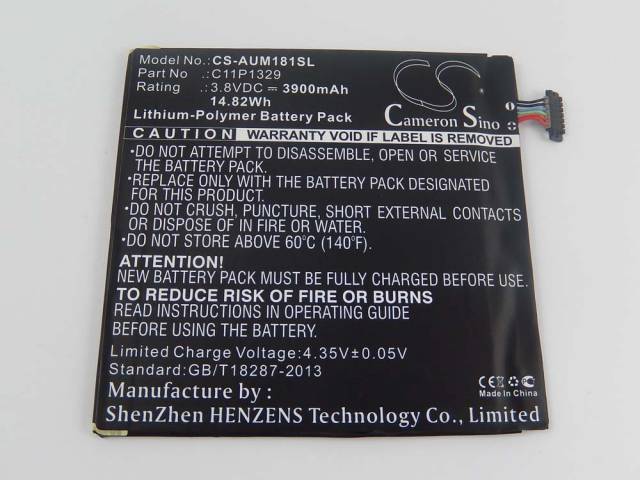 Model No.:CS-AUM181SL
Part No :C11P1329
Rating :3.8VDC ⎓ 3900mAh
14.82Wh
Lithium-Polymer Battery Pack
CS
Cameron Sino
CAUTION WARRANTY VOID IF LABEL IS REMOVED
•DO NOT ATTEMPT TO DISASSEMBLE, OPEN OR SERVICE
THE BATTERY PACK.
•REPLACE ONLY WITH THE BATTERY PACK DESIGNATED
FOR THIS PRODUCT.
•DO NOT CRUSH, PUNCTURE, SHORT EXTERNAL CONTACTS
OR DISPOSE OF IN FIRE OR WATER.
•DO NOT STORE ABOVE 60°C (140°F).
ATTENTION!
NEW BATTERY PACK MUST BE FULLY CHARGED BEFORE USE
TO REDUCE RISK OF FIRE OR BURNS
READ INSTRUCTIONS IN OPERATING GUIDE
BEFORE USING THE BATTERY.
Limited Charge Voltage:4.35V±0.05V
Standard:GB/T18287-2013
CE
Made In China
Manufacture by :
ShenZhen HENZENS Technology Co., Limited